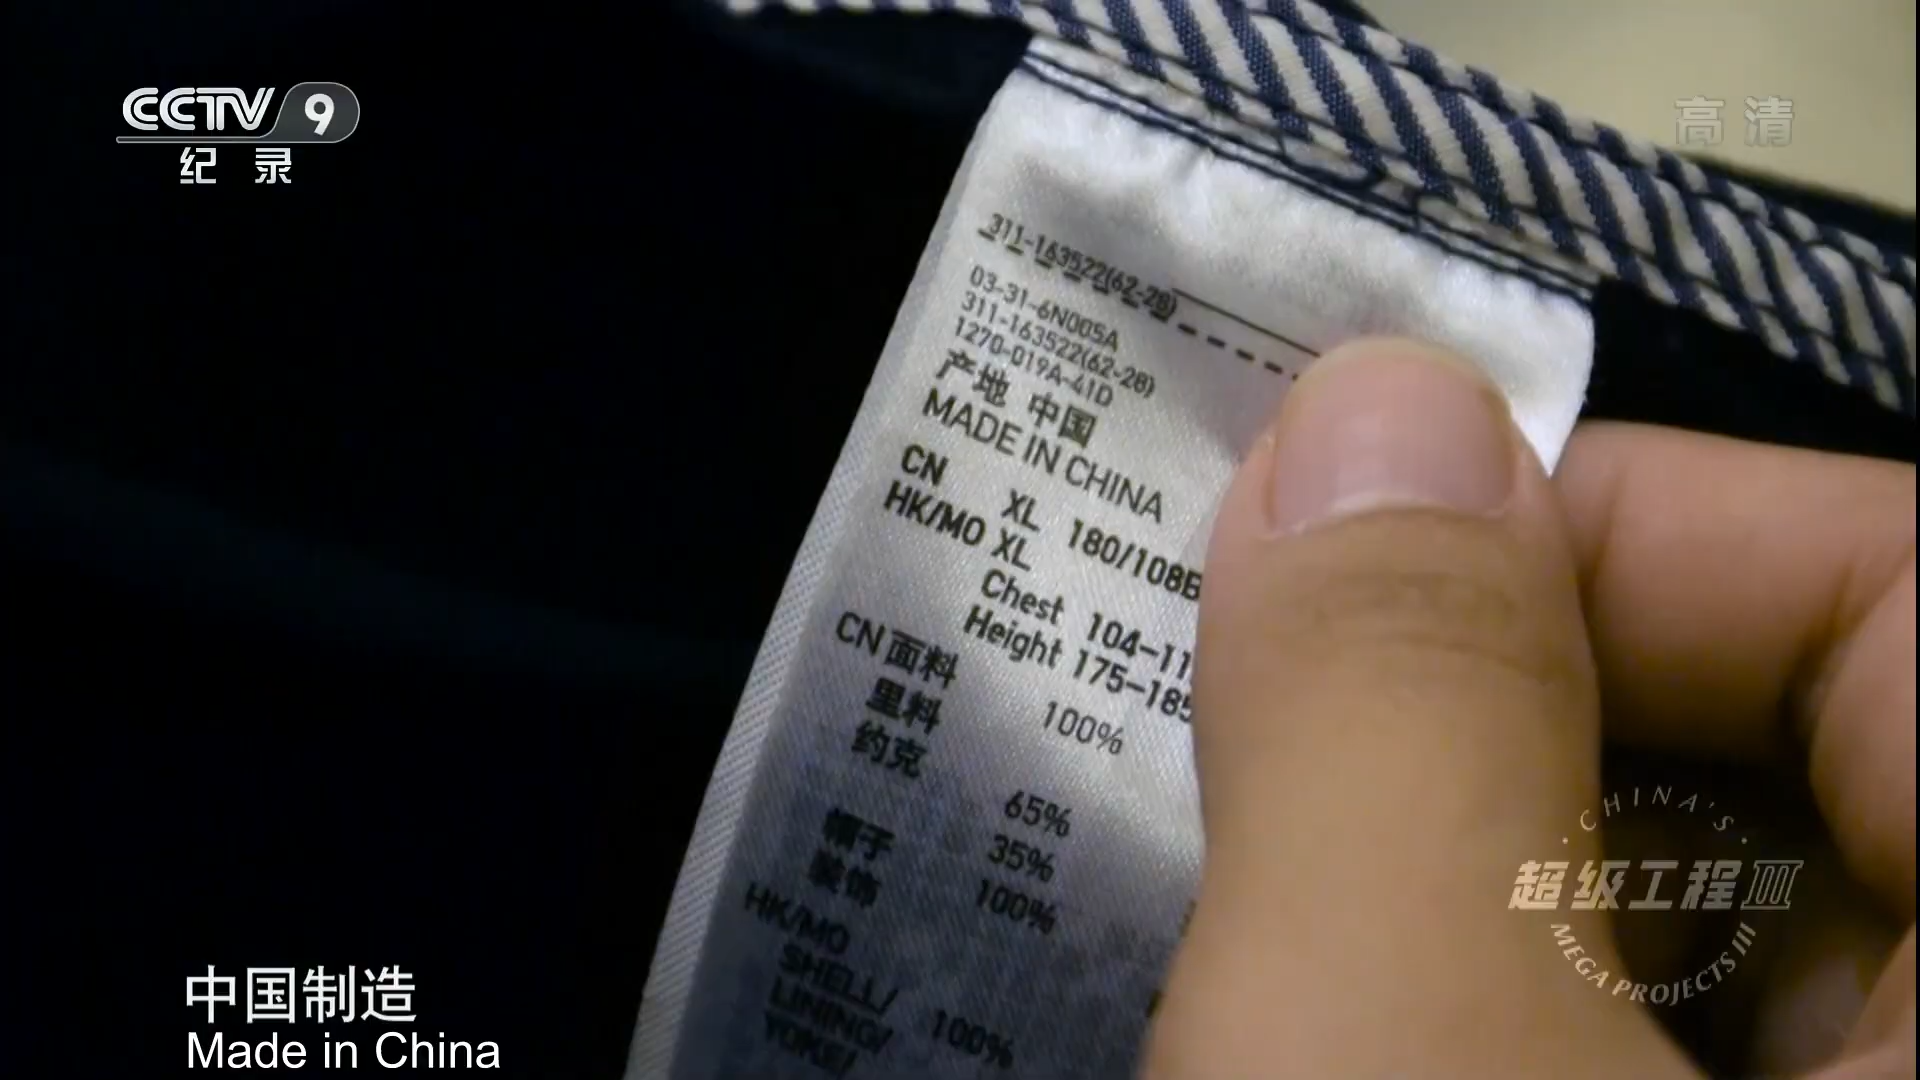 CCTV 9
纪 录
高 清
311-163522(62-28)
03-31-6N005A
311-163522(62-28)
1270-019A-41D
产地 中国
MADE IN CHINA
CN XL 180/108B
HK/MO XL
Chest 104-11
Height 175-185
CN 面料 100%
里料
约克 65%
35%
帽子 100%
装饰
HK/MO
SHELL/ 100%
LINING/
YOKE/
CHINA'S
超级工程III
MEGA PROJECTS III
中国制造
Made in China